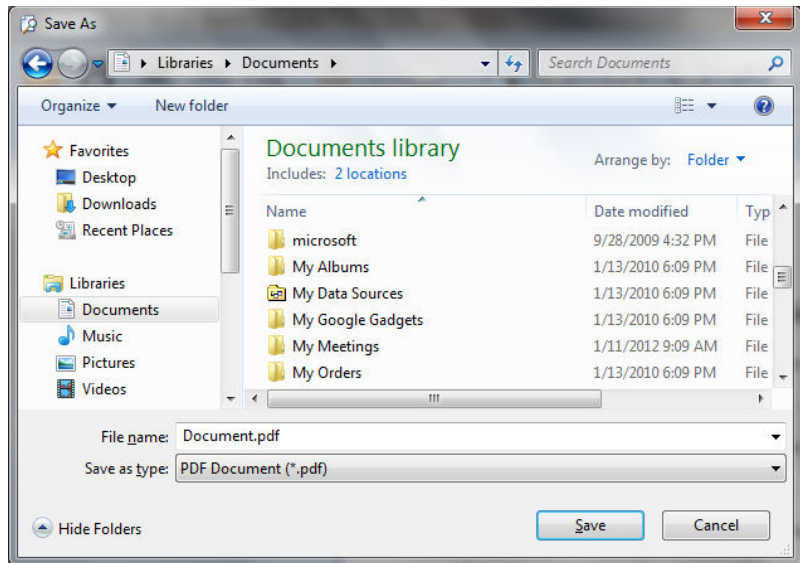 Save As
Libraries Documents
Search Documents
Organize New folder
Favorites
Desktop
Downloads
Recent Places
Libraries
Documents
Music
Pictures
Videos
Documents library
Includes: 2 locations
Arrange by: Folder
Name Date modified Typ
microsoft 9/28/2009 4:32 PM File
My Albums 1/13/2010 6:09 PM File
My Data Sources 1/13/2010 6:09 PM File
My Google Gadgets 1/13/2010 6:09 PM File
My Meetings 1/11/2012 9:09 AM File
My Orders 1/13/2010 6:09 PM File
File name: Document.pdf
Save as type: PDF Document (*.pdf)
Hide Folders
Save Cancel